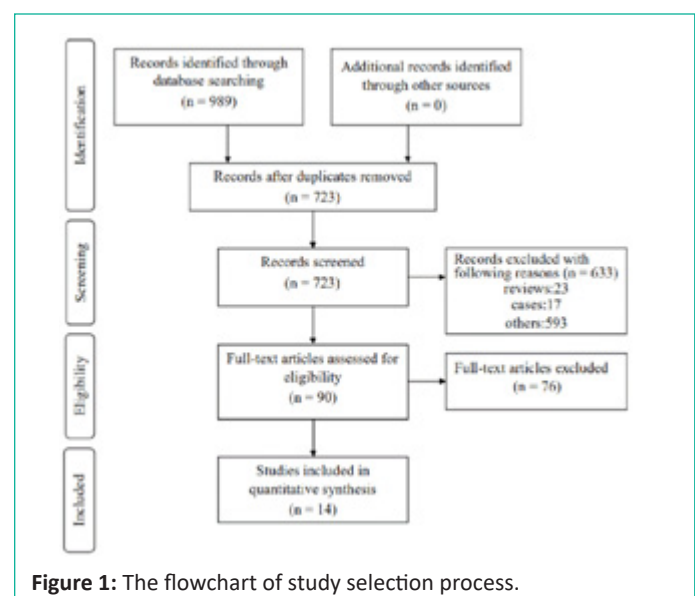 Identification
Records identified through
database searching
(n = 989)
Additional records identified
through other sources
(n = 0)
Records after duplicates removed
(n = 723)
Screening
Records screened
(n = 723)
Records excluded with
following reasons (n = 633)
reviews:23
cases:17
others:593
Eligibility
Full-text articles assessed for
eligibility
(n = 90)
Full-text articles excluded
(n = 76)
Included
Studies included in
quantitative synthesis
(n = 14)
Figure 1: The flowchart of study selection process.